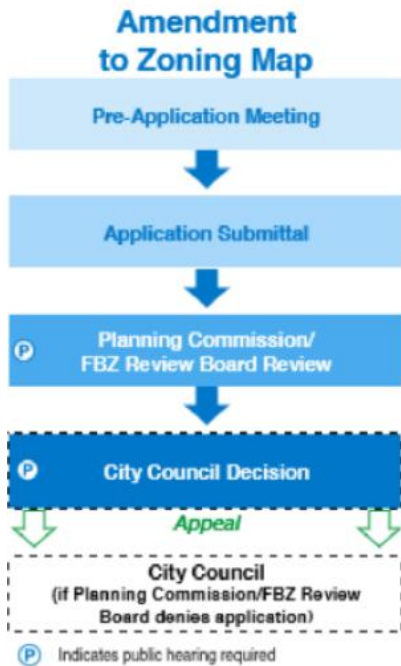 Amendment
to Zoning Map
Pre-Application Meeting
Application Submittal
P
Planning Commission/
FBZ Review Board Review
P
City Council Decision
Appeal
City Council
(if Planning Commission/FBZ Review
Board denies application)
P Indicates public hearing required